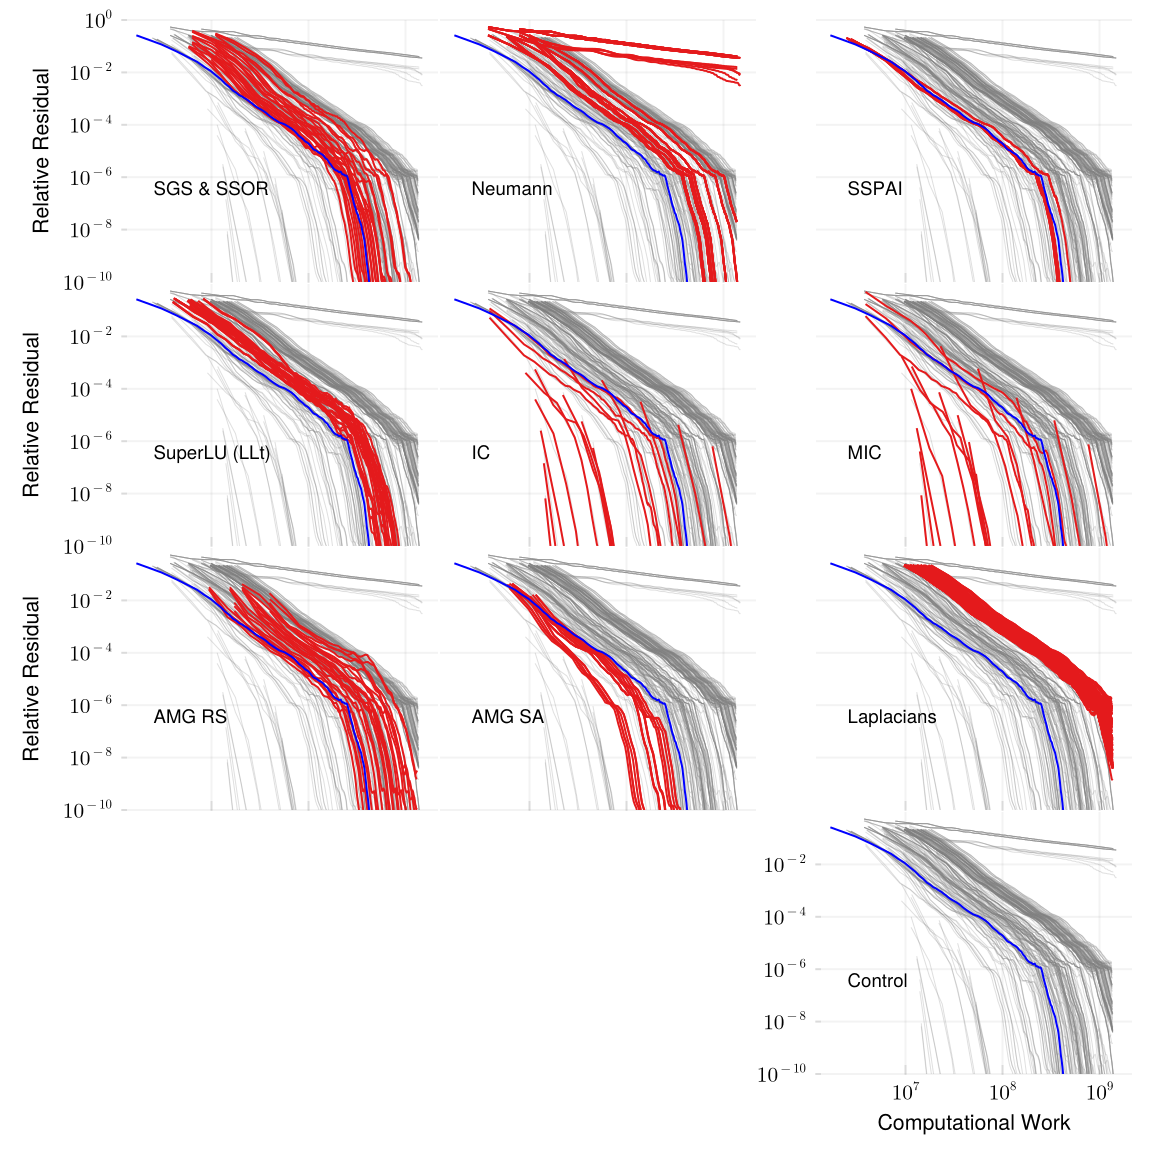 10^0
10^−2
10^−4
10^−6
10^−8
10^−10
Relative Residual
SGS & SSOR
Neumann
SSPAI
10^−2
10^−4
10^−6
10^−8
10^−10
Relative Residual
SuperLU (LLt)
IC
MIC
10^−2
10^−4
10^−6
10^−8
10^−10
Relative Residual
AMG RS
AMG SA
Laplacians
10^−2
10^−4
10^−6
10^−8
10^−10
Control
10^7 10^8 10^9
Computational Work